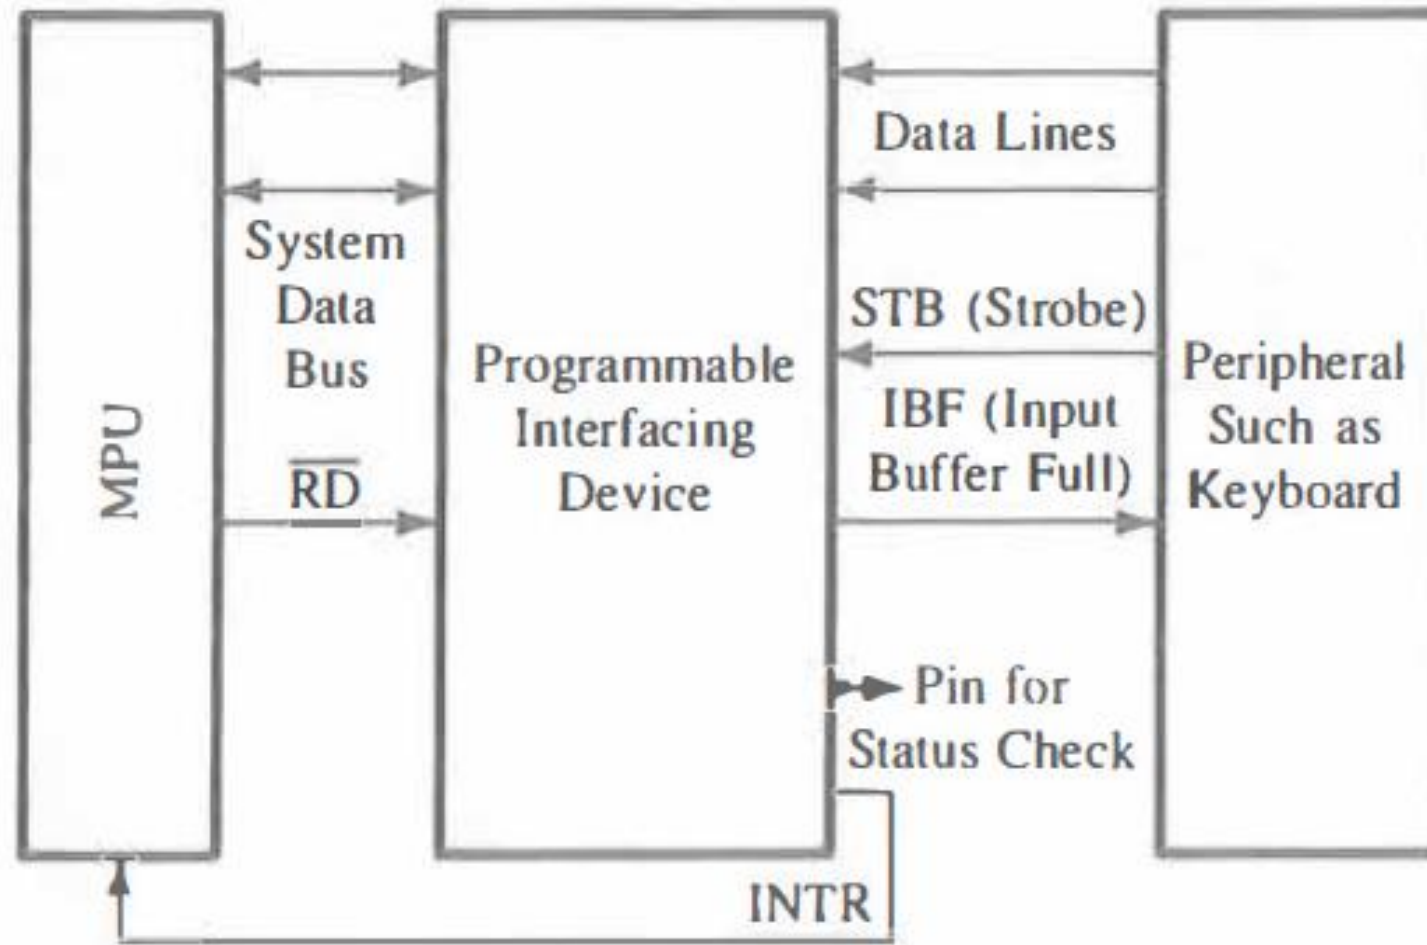 MPU
System
Data
Bus
RD
Programmable
Interfacing
Device
Data Lines
STB (Strobe)
IBF (Input
Buffer Full)
Peripheral
Such as
Keyboard
Pin for
Status Check
INTR